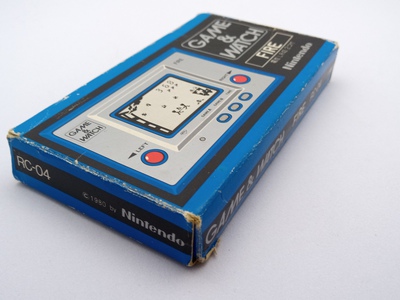 GAME
&
WATCH
FIRE
Nintendo
GAME
&
WATCH
◄ LEFT
RC-04
© 1980 by Nintendo
GAME & WATCH FIRE